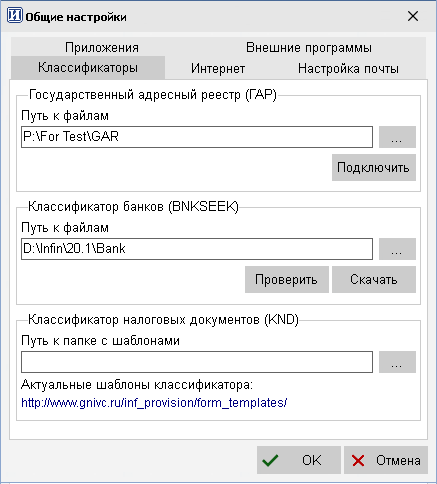 Общие настройки
Приложения Внешние программы
Классификаторы Интернет Настройка почты
Государственный адресный реестр (ГАР)
Путь к файлам
P:\For Test\GAR ...
Подключить
Классификатор банков (BNKSEEK)
Путь к файлам
D:\Infin\20.1\Bank ...
Проверить Скачать
Классификатор налоговых документов (KND)
Путь к папке с шаблонами
...
Актуальные шаблоны классификатора:
http://www.gnivc.ru/inf_provision/form_templates/
OK Отмена